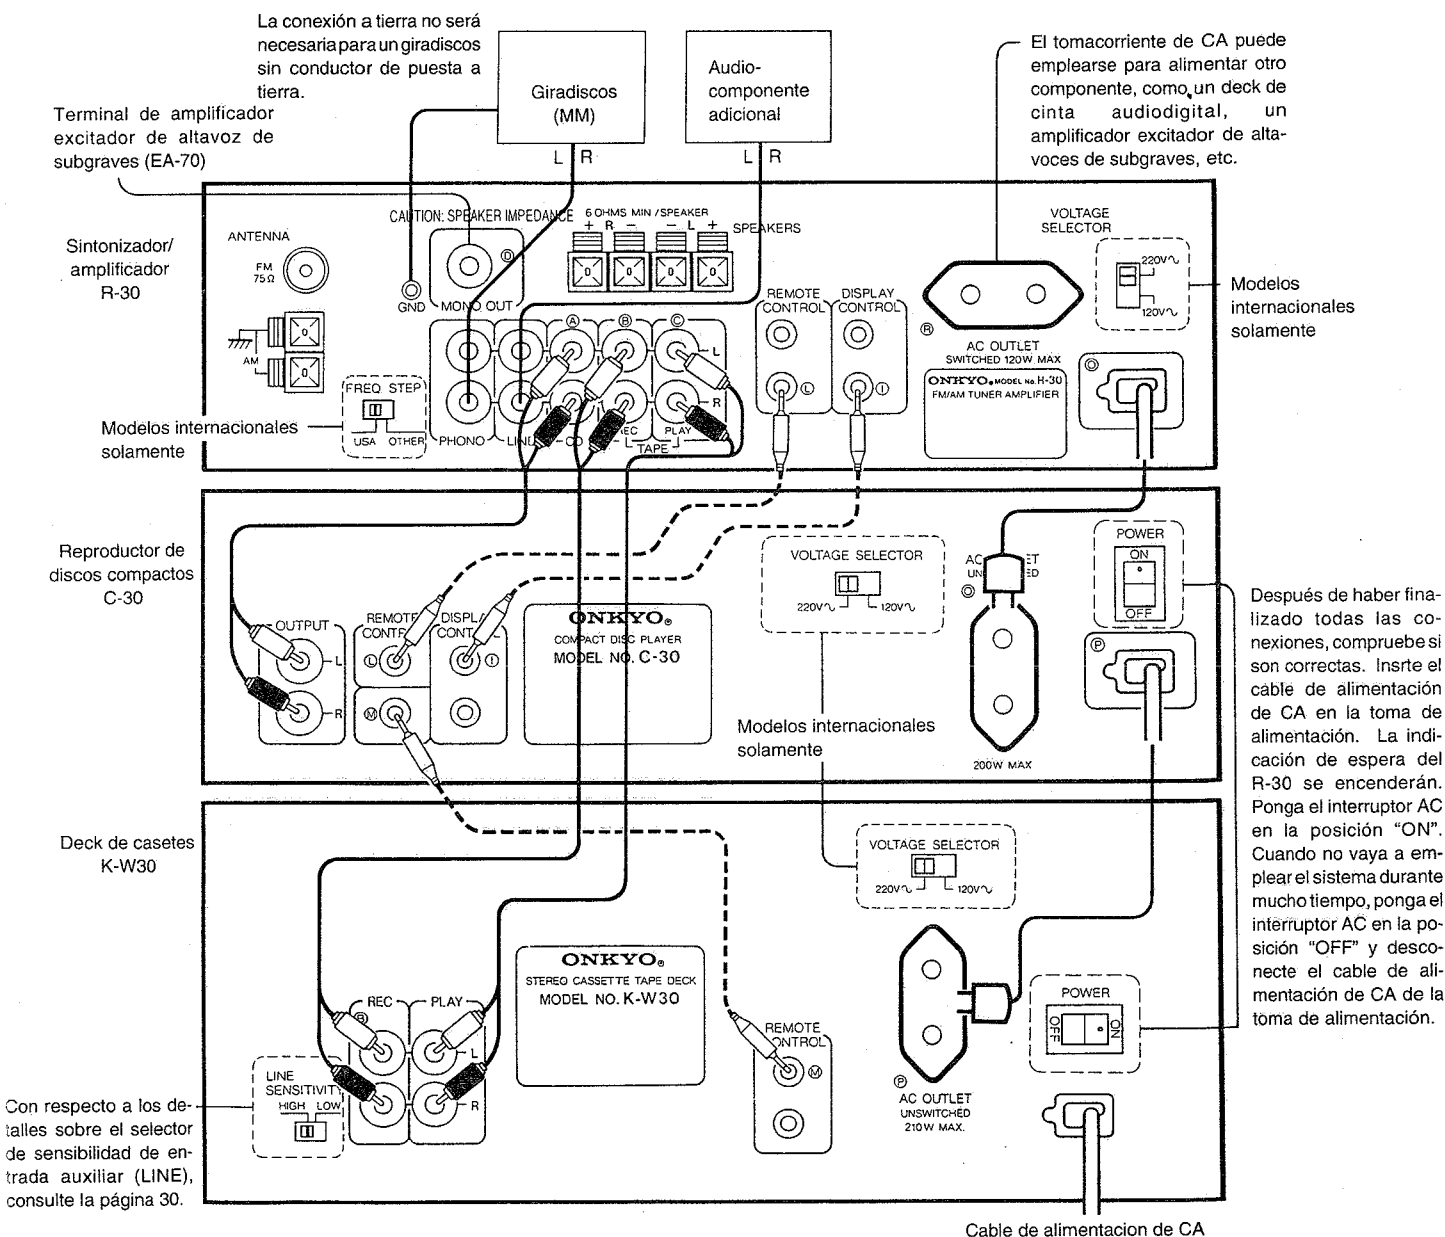 La conexión a tierra no será
necesaria para un giradiscos
sin conductor de puesta a
tierra.
Giradiscos
(MM)
L R
Audio-
componente
adicional
L R
El tomacorriente de CA puede
emplearse para alimentar otro
componente, como, un deck de
cinta audiodigital, un
amplificador excitador de alta-
voces de subgraves, etc.
Terminal de amplificador
excitador de altavoz de
subgraves (EA-70)
Sintonizador/
amplificador
R-30
ANTENNA
FM
75Ω
AM
CAUTION: SPEAKER IMPEDANCE 6 OHMS MIN /SPEAKER
+ R − − L +
SPEAKERS
D
GND
MONO OUT
A
B
C
L
R
PHONO
LINE
CD
REC
PLAY
TAPE
FREQ STEP
USA OTHER
Modelos internacionales
solamente
REMOTE
CONTROL
L
DISPLAY
CONTROL
I
R
AC OUTLET
SWITCHED 120W MAX
ONKYO MODEL No. H-30
FM/AM TUNER AMPLIFIER
VOLTAGE
SELECTOR
220V∿
120V∿
Modelos
internacionales
solamente
O
Reproductor de
discos compactos
C-30
OUTPUT
L
R
REMOTE
CONTR
L
M
DISPLA
CONTROL
I
ONKYO
COMPACT DISC PLAYER
MODEL NO. C-30
VOLTAGE SELECTOR
220V∿ 120V∿
Modelos internacionales
solamente
AC ET
UN ED
O
200W MAX
POWER
ON
OFF
P
Después de haber fina-
lizado todas las co-
nexiones, compruebe si
son correctas. Insrte el
cable de alimentación
de CA en la toma de
alimentación. La indi-
cación de espera del
R-30 se encenderán.
Ponga el interruptor AC
en la posición “ON”.
Cuando no vaya a em-
plear el sistema durante
mucho tiempo, ponga el
interruptor AC en la po-
sición “OFF” y desco-
necte el cable de ali-
mentación de CA de la
toma de alimentación.
Deck de casetes
K-W30
VOLTAGE SELECTOR
220V∿ 120V∿
ONKYO
STEREO CASSETTE TAPE DECK
MODEL NO. K-W30
REC
PLAY
B
L
R
LINE
SENSITIVITY
HIGH LOW
Con respecto a los de-
talles sobre el selector
de sensibilidad de en-
trada auxiliar (LINE),
consulte la página 30.
REMOTE
ONTROL
M
P
AC OUTLET
UNSWITCHED
210W MAX.
POWER
OFF
ON
Cable de alimentacion de CA